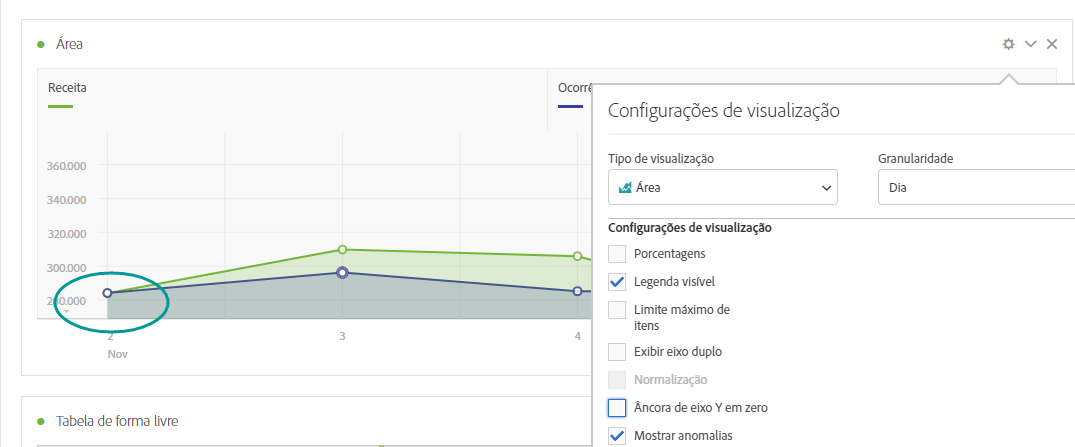 Área
Receita
Ocorrê
360.000
340.000
320.000
300.000
280.000
2
3
4
Nov
Tabela de forma livre
Configurações de visualização
Tipo de visualização
Granularidade
Área
Dia
Configurações de visualização
Porcentagens
Legenda visível
Limite máximo de
itens
Exibir eixo duplo
Normalização
Âncora de eixo Y em zero
Mostrar anomalias